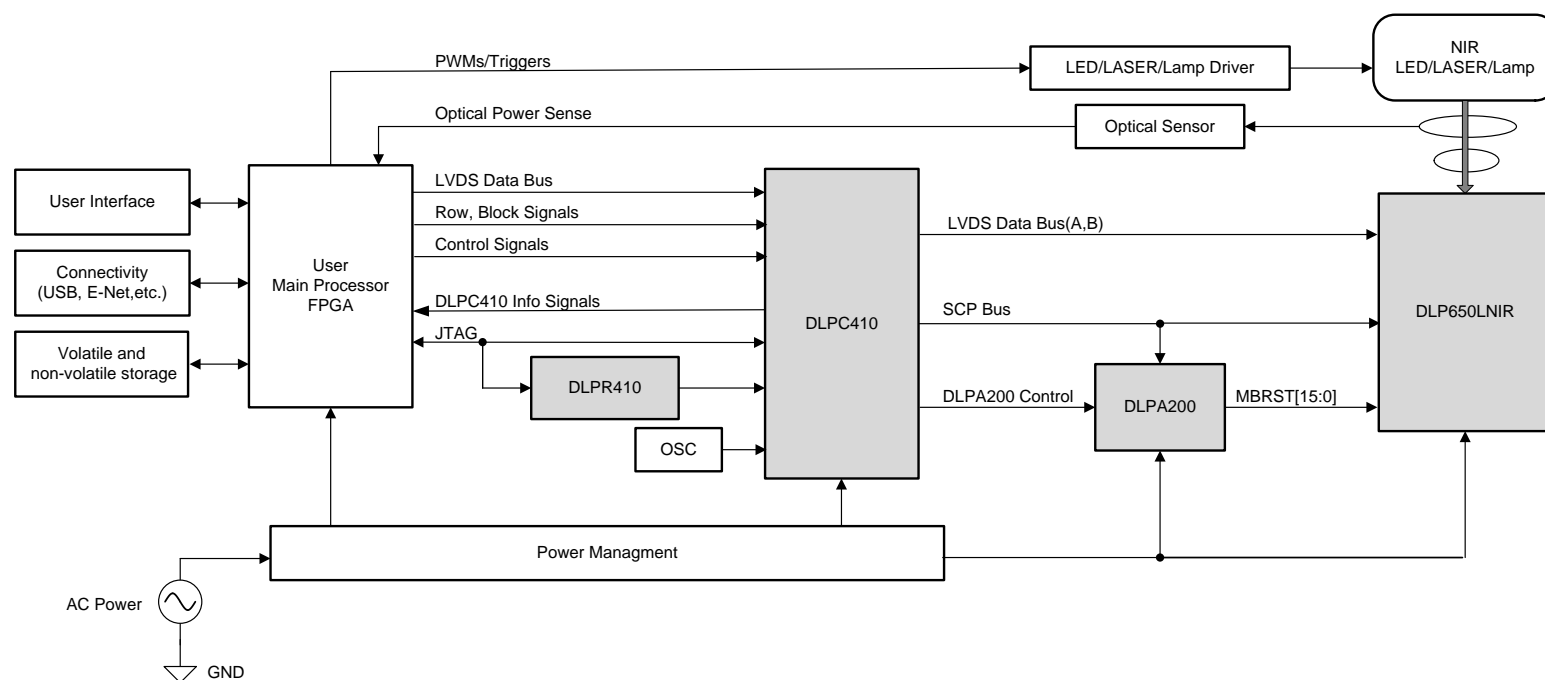 PWMs/Triggers
LED/LASER/Lamp Driver
NIR
LED/LASER/Lamp
Optical Power Sense
Optical Sensor
User Interface
Connectivity
(USB, E-Net,etc.)
Volatile and
non-volatile storage
User
Main Processor
FPGA
LVDS Data Bus
Row, Block Signals
Control Signals
DLPC410 Info Signals
JTAG
DLPR410
OSC
DLPC410
LVDS Data Bus(A,B)
SCP Bus
DLPA200 Control
DLPA200
MBRST[15:0]
DLP650LNIR
Power Managment
AC Power
GND